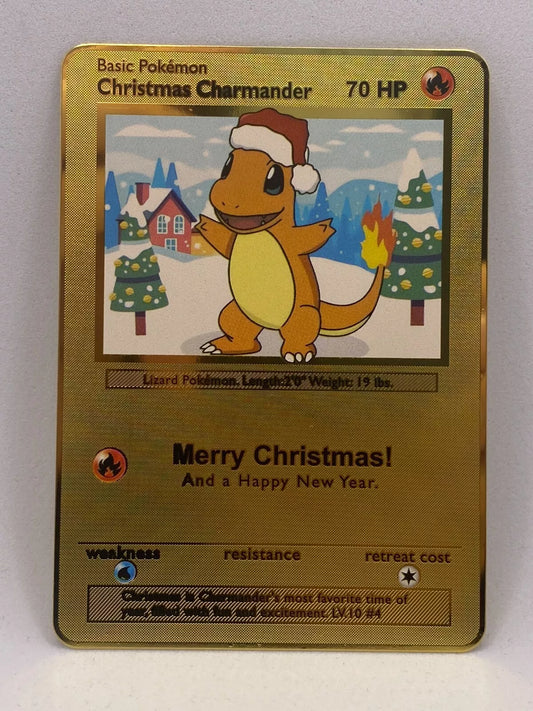 Basic Pokémon
Christmas Charmander 70 HP
Lizard Pokémon. Length:2'0" Weight: 19 lbs.
Merry Christmas!
And a Happy New Year.
weakness resistance retreat cost
Christmas is Charmander's most favorite time of
year, filled with fun and excitement. LV.10 #4